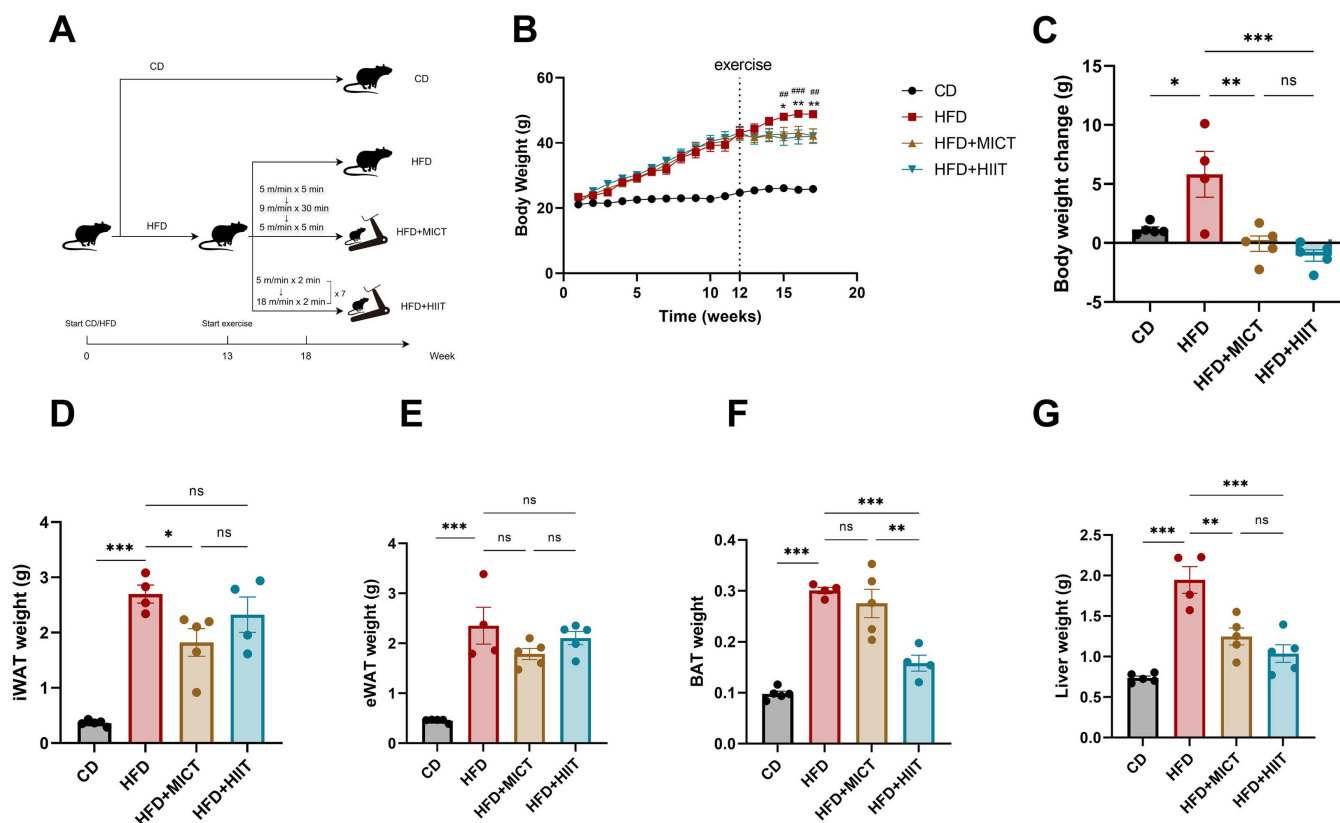 A
CD
CD
HFD
5 m/min x 5 min
↓
9 m/min x 30 min
↓
5 m/min x 5 min
HFD
HFD+MICT
5 m/min x 2 min
↓
18 m/min x 2 min
x 7
HFD+HIIT
Start CD/HFD
Start exercise
0
13
18
Week
B
exercise
Body Weight (g)
60
40
20
0
## ### ##
* ** **
0 5 10 12 15 20
Time (weeks)
CD
HFD
HFD+MICT
HFD+HIIT
C
***
* ** ns
Body weight change (g)
10
5
0
-5
CD
HFD
HFD+MICT
HFD+HIIT
D
ns
*** * ns
iWAT weight (g)
4
3
2
1
0
CD
HFD
HFD+MICT
HFD+HIIT
E
ns
*** ns ns
eWAT weight (g)
4
3
2
1
0
CD
HFD
HFD+MICT
HFD+HIIT
F
***
*** ns **
BAT weight
0.4
0.3
0.2
0.1
0.0
CD
HFD
HFD+MICT
HFD+HIIT
G
***
*** ** ns
Liver weight (g)
2.5
2.0
1.5
1.0
0.5
0.0
CD
HFD
HFD+MICT
HFD+HIIT